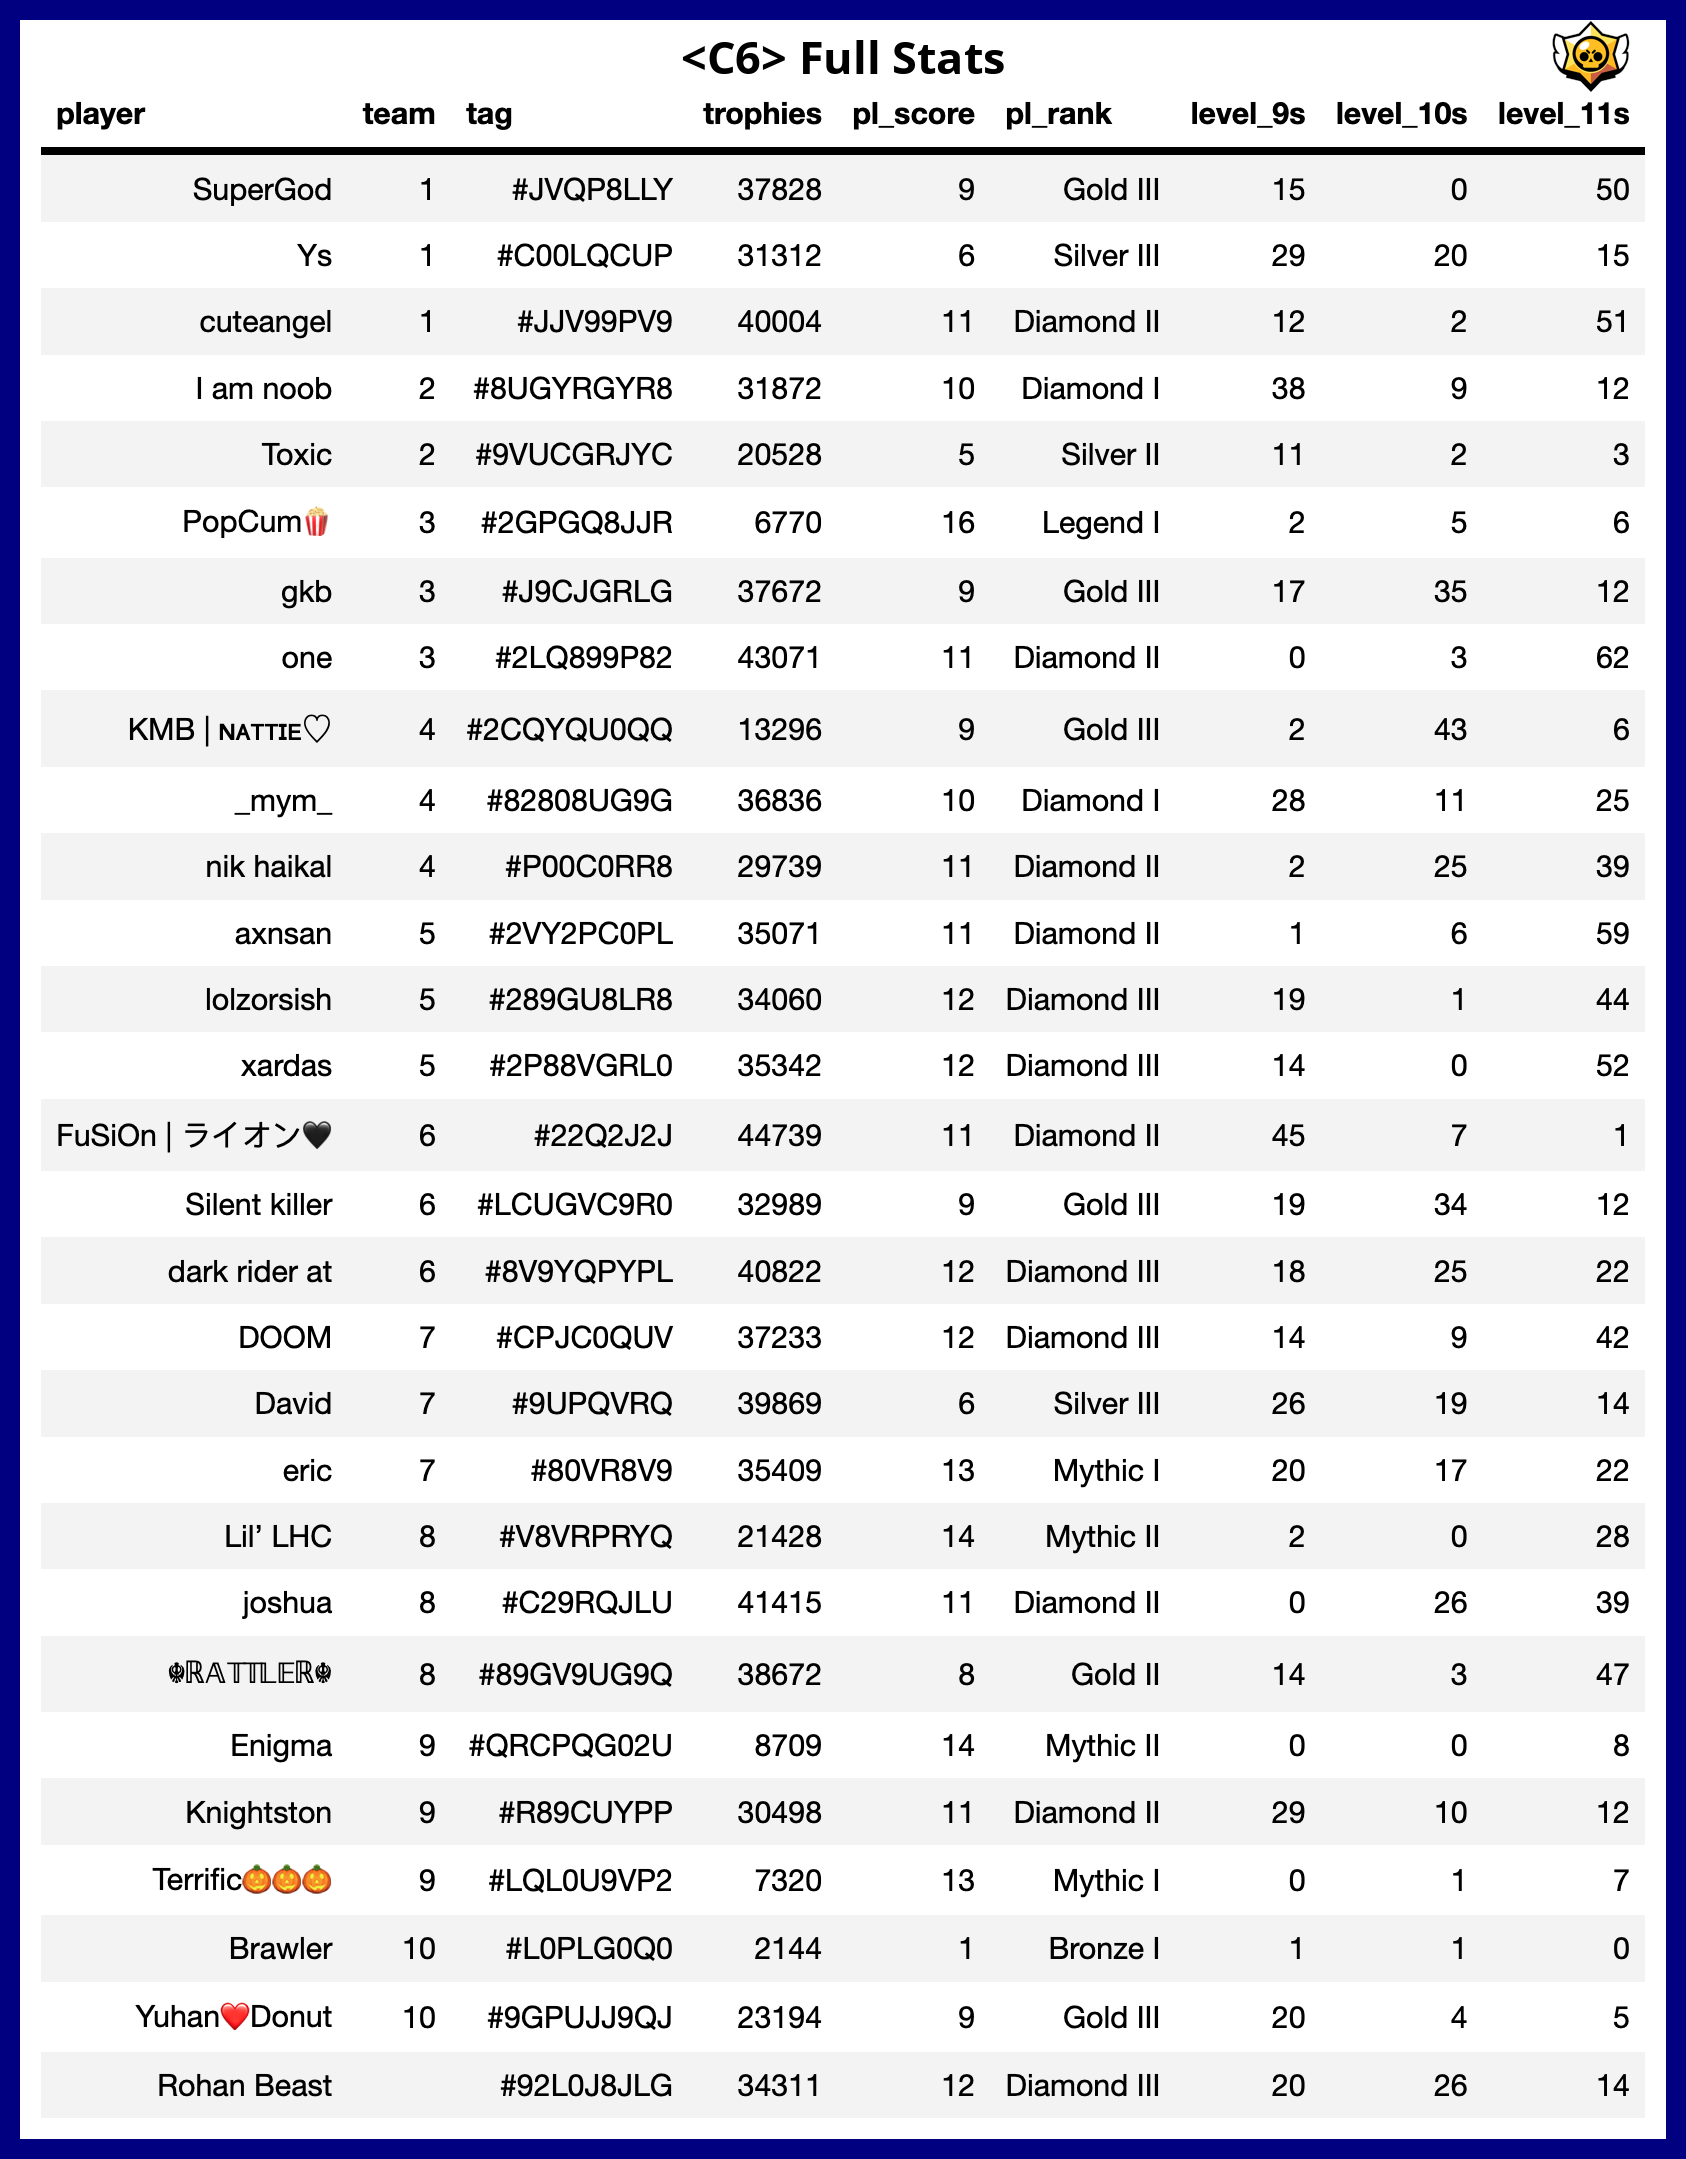 <C6> Full Stats
player team tag trophies pl_score pl_rank level_9s level_10s level_11s
SuperGod 1 #JVQP8LLY 37828 9 Gold III 15 0 50
Ys 1 #C00LQCUP 31312 6 Silver III 29 20 15
cuteangel 1 #JJV99PV9 40004 11 Diamond II 12 2 51
I am noob 2 #8UGYRGYR8 31872 10 Diamond I 38 9 12
Toxic 2 #9VUCGRJYC 20528 5 Silver II 11 2 3
PopCum🍿 3 #2GPGQ8JJR 6770 16 Legend I 2 5 6
gkb 3 #J9CJGRLG 37672 9 Gold III 17 35 12
one 3 #2LQ899P82 43071 11 Diamond II 0 3 62
KMB | ɴᴀᴛᴛɪᴇ♡ 4 #2CQYQU0QQ 13296 9 Gold III 2 43 6
_mym_ 4 #82808UG9G 36836 10 Diamond I 28 11 25
nik haikal 4 #P00C0RR8 29739 11 Diamond II 2 25 39
axnsan 5 #2VY2PC0PL 35071 11 Diamond II 1 6 59
lolzorsish 5 #289GU8LR8 34060 12 Diamond III 19 1 44
xardas 5 #2P88VGRL0 35342 12 Diamond III 14 0 52
FuSiOn | ライオン🖤 6 #22Q2J2J 44739 11 Diamond II 45 7 1
Silent killer 6 #LCUGVC9R0 32989 9 Gold III 19 34 12
dark rider at 6 #8V9YQPYPL 40822 12 Diamond III 18 25 22
DOOM 7 #CPJC0QUV 37233 12 Diamond III 14 9 42
David 7 #9UPQVRQ 39869 6 Silver III 26 19 14
eric 7 #80VR8V9 35409 13 Mythic I 20 17 22
Lil’ LHC 8 #V8VRPRYQ 21428 14 Mythic II 2 0 28
joshua 8 #C29RQJLU 41415 11 Diamond II 0 26 39
☬ℝ𝔸𝕋𝕋𝕃𝔼ℝ☬ 8 #89GV9UG9Q 38672 8 Gold II 14 3 47
Enigma 9 #QRCPQG02U 8709 14 Mythic II 0 0 8
Knightston 9 #R89CUYPP 30498 11 Diamond II 29 10 12
Terrific🎃🎃🎃 9 #LQL0U9VP2 7320 13 Mythic I 0 1 7
Brawler 10 #L0PLG0Q0 2144 1 Bronze I 1 1 0
Yuhan❤️Donut 10 #9GPUJJ9QJ 23194 9 Gold III 20 4 5
Rohan Beast #92L0J8JLG 34311 12 Diamond III 20 26 14